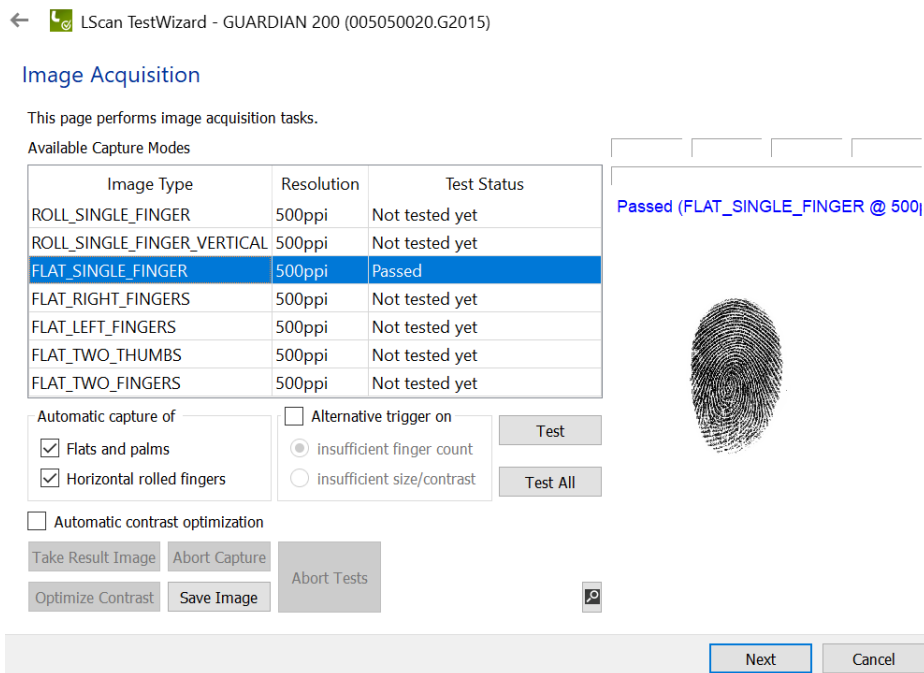 LScan TestWizard - GUARDIAN 200 (005050020.G2015)
Image Acquisition
This page performs image acquisition tasks.
Available Capture Modes
Image Type Resolution Test Status
ROLL_SINGLE_FINGER 500ppi Not tested yet
ROLL_SINGLE_FINGER_VERTICAL 500ppi Not tested yet
FLAT_SINGLE_FINGER 500ppi Passed
FLAT_RIGHT_FINGERS 500ppi Not tested yet
FLAT_LEFT_FINGERS 500ppi Not tested yet
FLAT_TWO_THUMBS 500ppi Not tested yet
FLAT_TWO_FINGERS 500ppi Not tested yet
Passed (FLAT_SINGLE_FINGER @ 500p
Automatic capture of
Flats and palms
Horizontal rolled fingers
Alternative trigger on
insufficient finger count
insufficient size/contrast
Test
Test All
Automatic contrast optimization
Take Result Image Abort Capture
Abort Tests
Optimize Contrast Save Image
Next Cancel